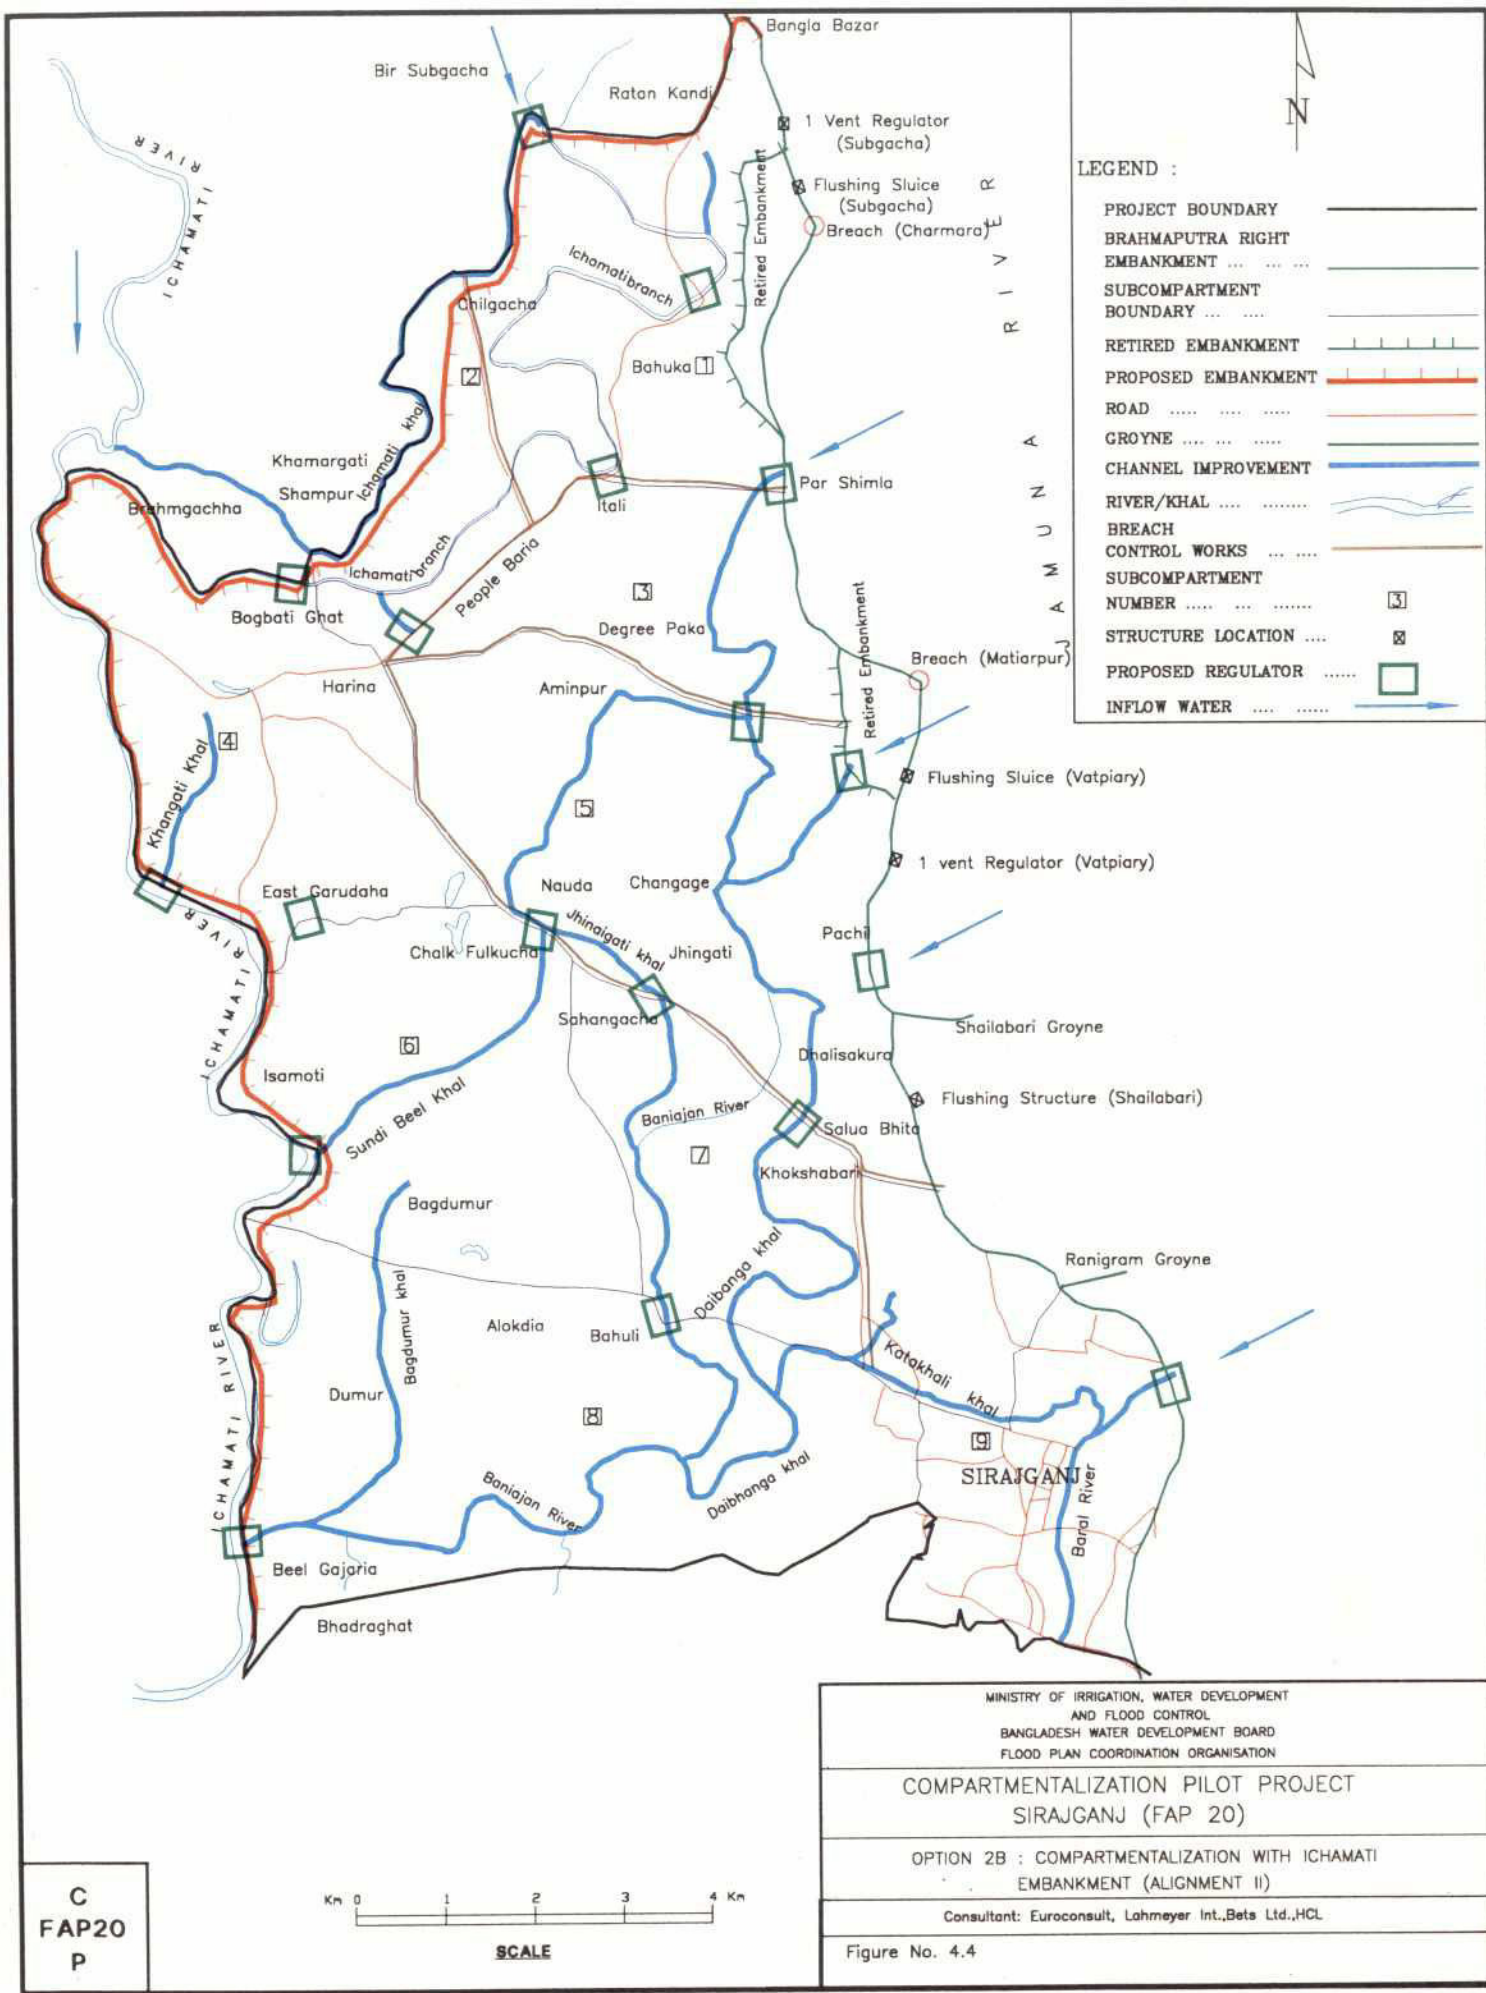 Bangla Bazar
Bir Subgacha
Ratan Kandi
1 Vent Regulator
(Subgacha)
Flushing Sluice
(Subgacha)
Breach (Charmara)
Retired Embankment
ICHAMATI RIVER
JAMUNA RIVER
Ichamatibranch
Chilgacha
Bahuka 1
2
Ichamati khal
Khamargati
Shampur
Brahmgachha
Itali
Par Shimla
Ichamati branch
People Baria
Bogbati Ghat
3
Degree Paka
Retired Embankment
Breach (Matiarpur)
Harina
Aminpur
4
Khangati Khal
Flushing Sluice (Vatpiary)
5
1 vent Regulator (Vatpiary)
East Garudaha
Nauda
Changage
ICHAMATI RIVER
Jhinaigati khal
Pachil
Chalk Fulkucha
Jhingati
Sahangacha
Shailabari Groyne
6
Dhalisakura
Isamoti
Flushing Structure (Shailabari)
Sundi Beel Khal
Baniajan River
Salua Bhita
7
Khokshabari
Bagdumur
Daibanga khal
Ranigram Groyne
Bagdumur khal
Alokdia
Bahuli
Katakhali khal
ICHAMATI RIVER
Dumur
8
9
SIRAJGANJ
Baniajan River
Daibhanga khal
Baral River
Beel Gajaria
Bhadraghat
N
LEGEND :
PROJECT BOUNDARY
BRAHMAPUTRA RIGHT
EMBANKMENT ... ... ...
SUBCOMPARTMENT
BOUNDARY ... ....
RETIRED EMBANKMENT
PROPOSED EMBANKMENT
ROAD ..... .... .....
GROYNE .... ... .....
CHANNEL IMPROVEMENT
RIVER/KHAL .... ........
BREACH
CONTROL WORKS ... ....
SUBCOMPARTMENT
NUMBER ..... ... ....... 3
STRUCTURE LOCATION ....
PROPOSED REGULATOR ......
INFLOW WATER .... ......
MINISTRY OF IRRIGATION, WATER DEVELOPMENT
AND FLOOD CONTROL
BANGLADESH WATER DEVELOPMENT BOARD
FLOOD PLAN COORDINATION ORGANISATION
COMPARTMENTALIZATION PILOT PROJECT
SIRAJGANJ (FAP 20)
OPTION 2B : COMPARTMENTALIZATION WITH ICHAMATI
EMBANKMENT (ALIGNMENT II)
Consultant: Euroconsult, Lahmeyer Int.,Bets Ltd.,HCL
Figure No. 4.4
C
FAP20
P
Km 0 1 2 3 4 Km
SCALE